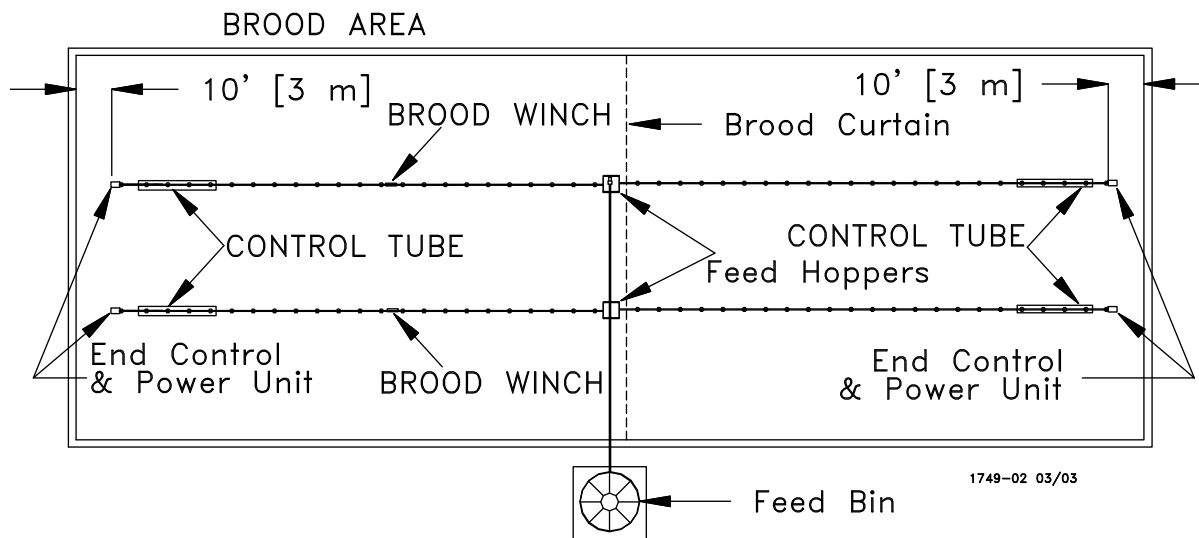 BROOD AREA
10' [3 m]
10' [3 m]
BROOD WINCH
Brood Curtain
CONTROL TUBE
CONTROL TUBE
Feed Hoppers
End Control
& Power Unit
BROOD WINCH
End Control
& Power Unit
1749-02 03/03
Feed Bin